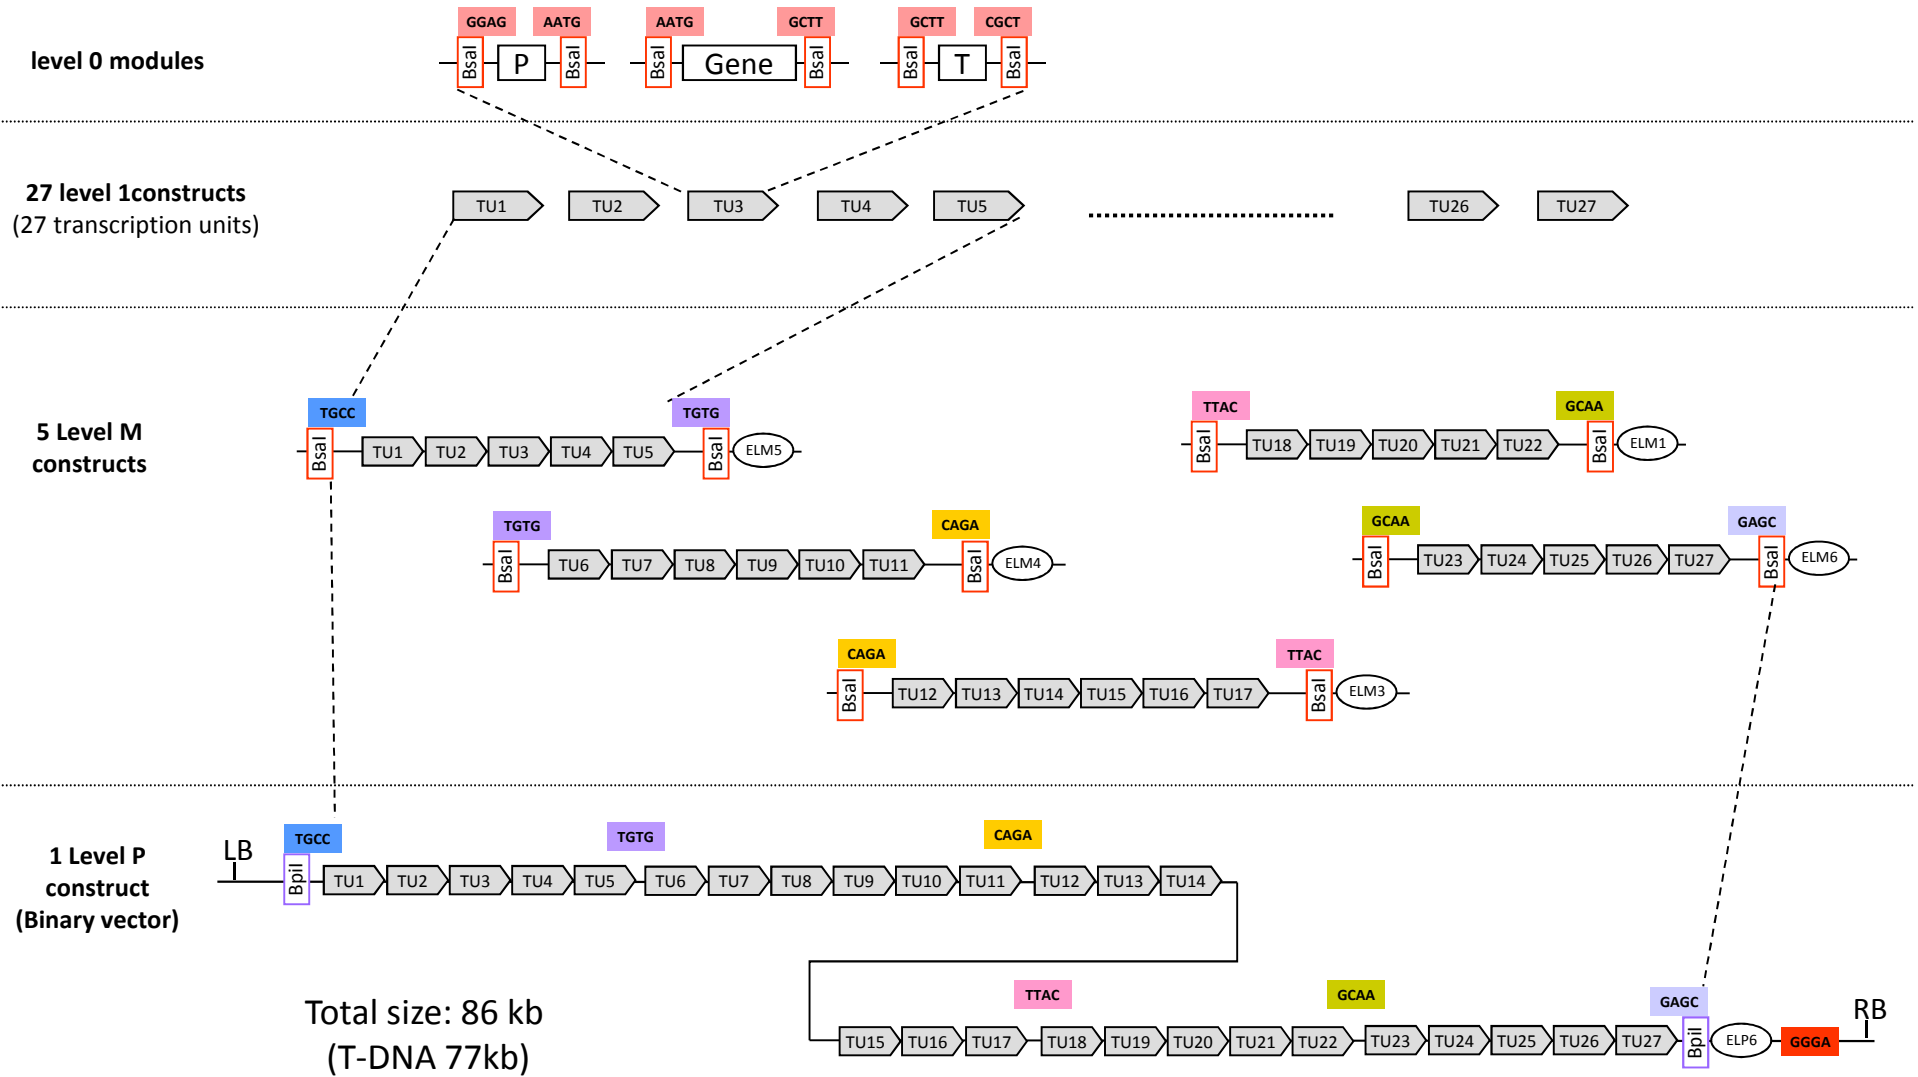 GGAG AATG AATG GCTT GCTT CGCT
level 0 modules
BsaI P BsaI BsaI Gene BsaI BsaI T BsaI
27 level 1constructs
(27 transcription units)
TU1 TU2 TU3 TU4 TU5 TU26 TU27
5 Level M
constructs
TGCC TGTG
BsaI TU1 TU2 TU3 TU4 TU5 BsaI ELM5
TTAC GCAA
BsaI TU18 TU19 TU20 TU21 TU22 BsaI ELM1
TGTG CAGA
BsaI TU6 TU7 TU8 TU9 TU10 TU11 BsaI ELM4
GCAA GAGC
BsaI TU23 TU24 TU25 TU26 TU27 BsaI ELM6
CAGA TTAC
BsaI TU12 TU13 TU14 TU15 TU16 TU17 BsaI ELM3
1 Level P
construct
(Binary vector)
TGCC TGTG CAGA
LB BpiI TU1 TU2 TU3 TU4 TU5 TU6 TU7 TU8 TU9 TU10 TU11 TU12 TU13 TU14
TTAC GCAA GAGC RB
TU15 TU16 TU17 TU18 TU19 TU20 TU21 TU22 TU23 TU24 TU25 TU26 TU27 BpiI ELP6 GGGA
Total size: 86 kb
(T-DNA 77kb)